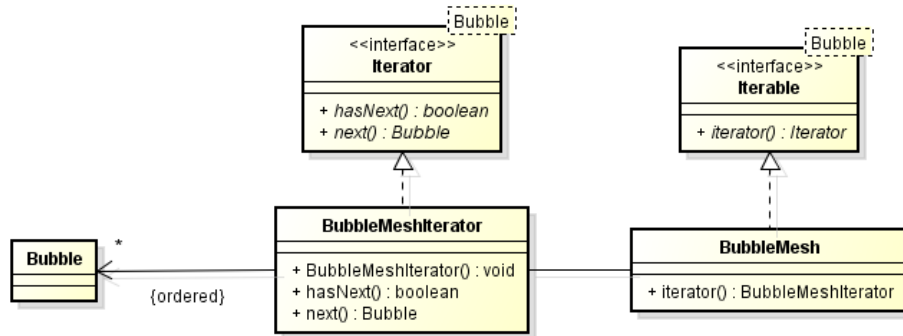 Bubble
<<interface>>
Iterator
+ hasNext() : boolean
+ next() : Bubble
Bubble
<<interface>>
Iterable
+ iterator() : Iterator
Bubble
*
{ordered}
BubbleMeshIterator
+ BubbleMeshIterator() : void
+ hasNext() : boolean
+ next() : Bubble
BubbleMesh
+ iterator() : BubbleMeshIterator